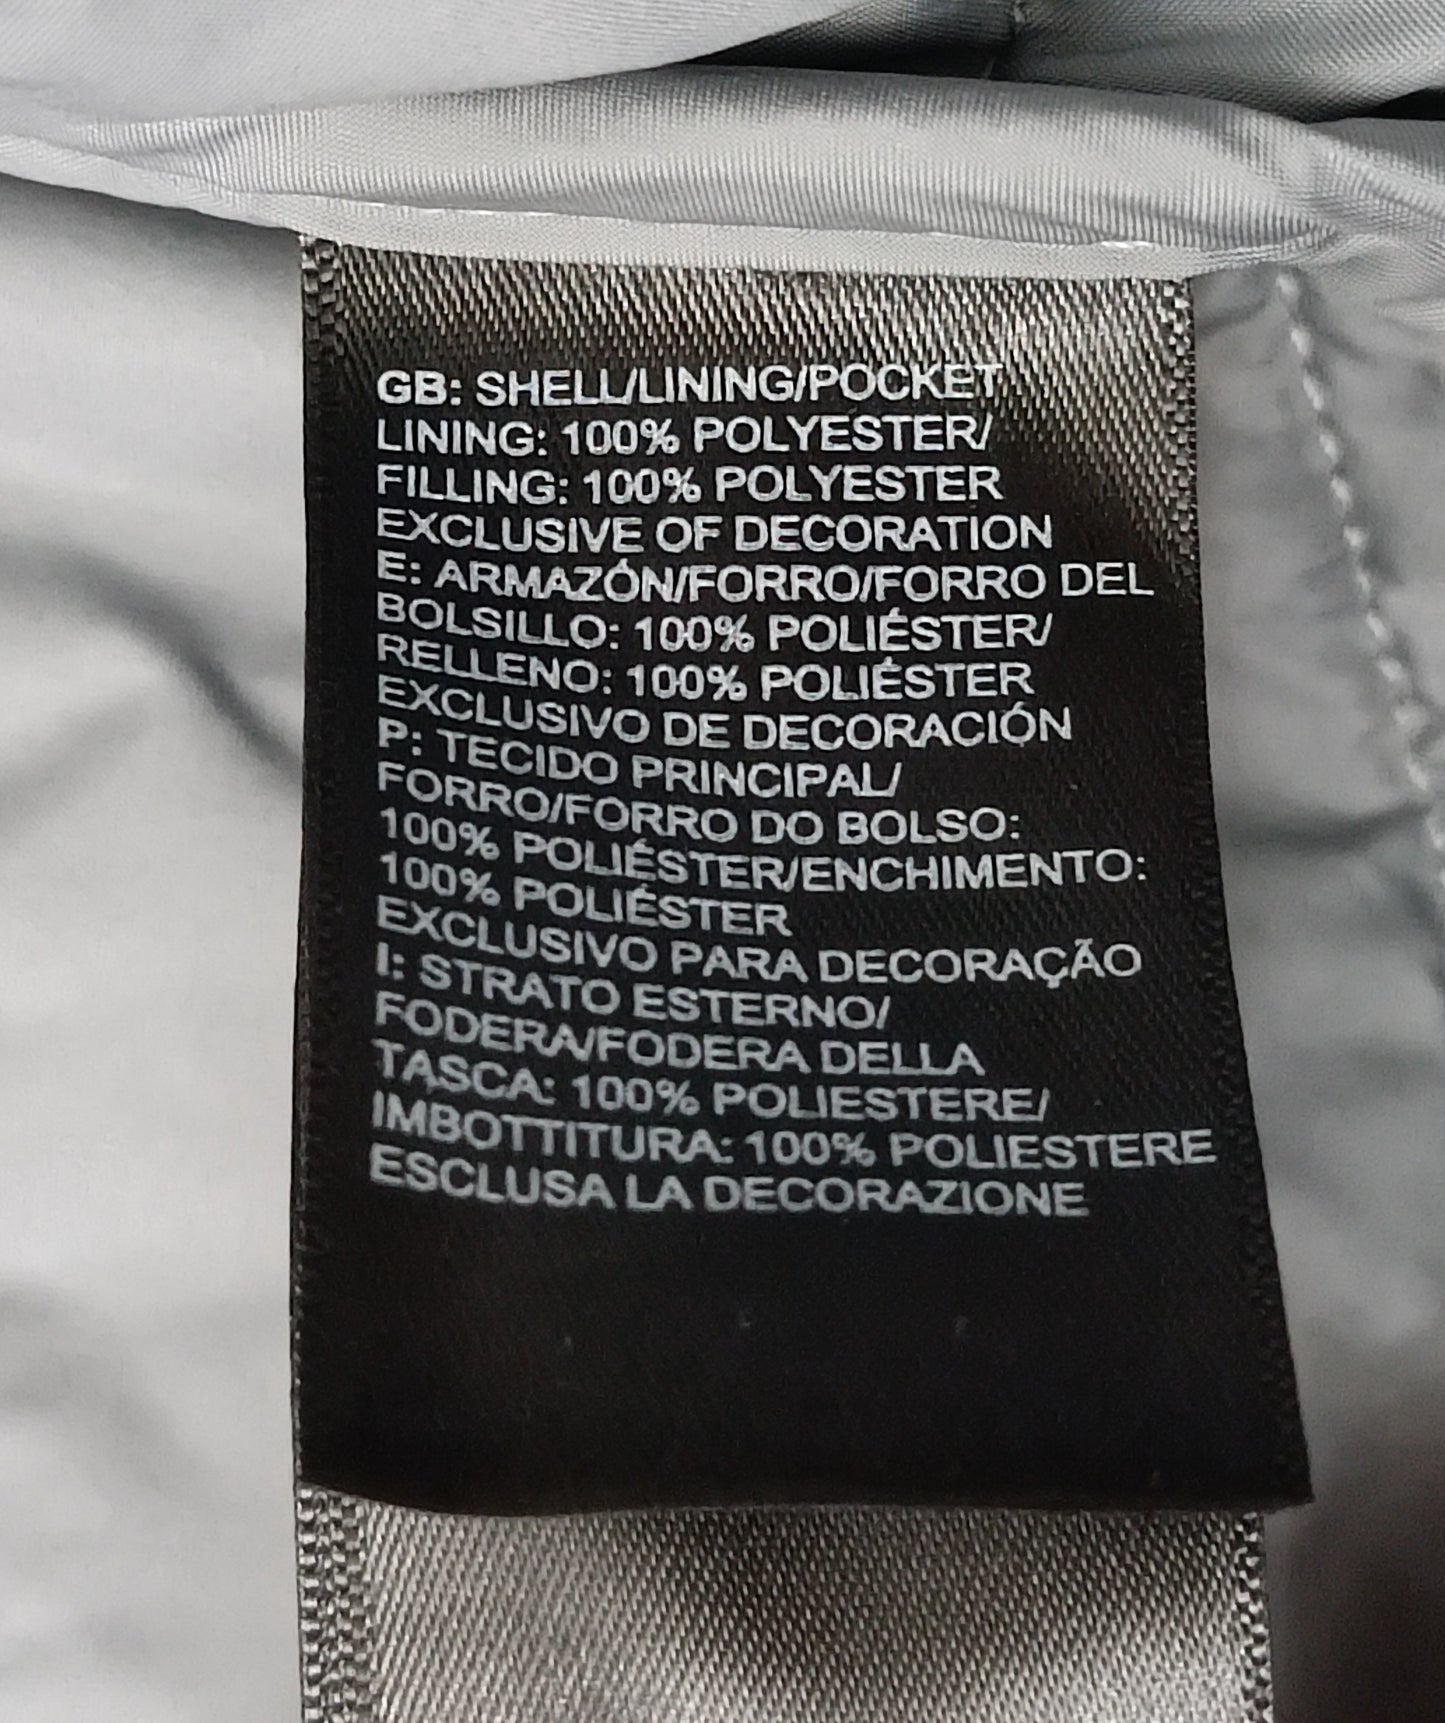 GB: SHELL/LINING/POCKET
LINING: 100% POLYESTER/
FILLING: 100% POLYESTER
EXCLUSIVE OF DECORATION
E: ARMAZÓN/FORRO/FORRO DEL
BOLSILLO: 100% POLIÉSTER/
RELLENO: 100% POLIÉSTER
EXCLUSIVO DE DECORACIÓN
P: TECIDO PRINCIPAL/
FORRO/FORRO DO BOLSO:
100% POLIÉSTER/ENCHIMENTO:
100% POLIÉSTER
EXCLUSIVO PARA DECORAÇÃO
I: STRATO ESTERNO/
FODERA/FODERA DELLA
TASCA: 100% POLIESTERE/
IMBOTTITURA: 100% POLIESTERE
ESCLUSA LA DECORAZIONE